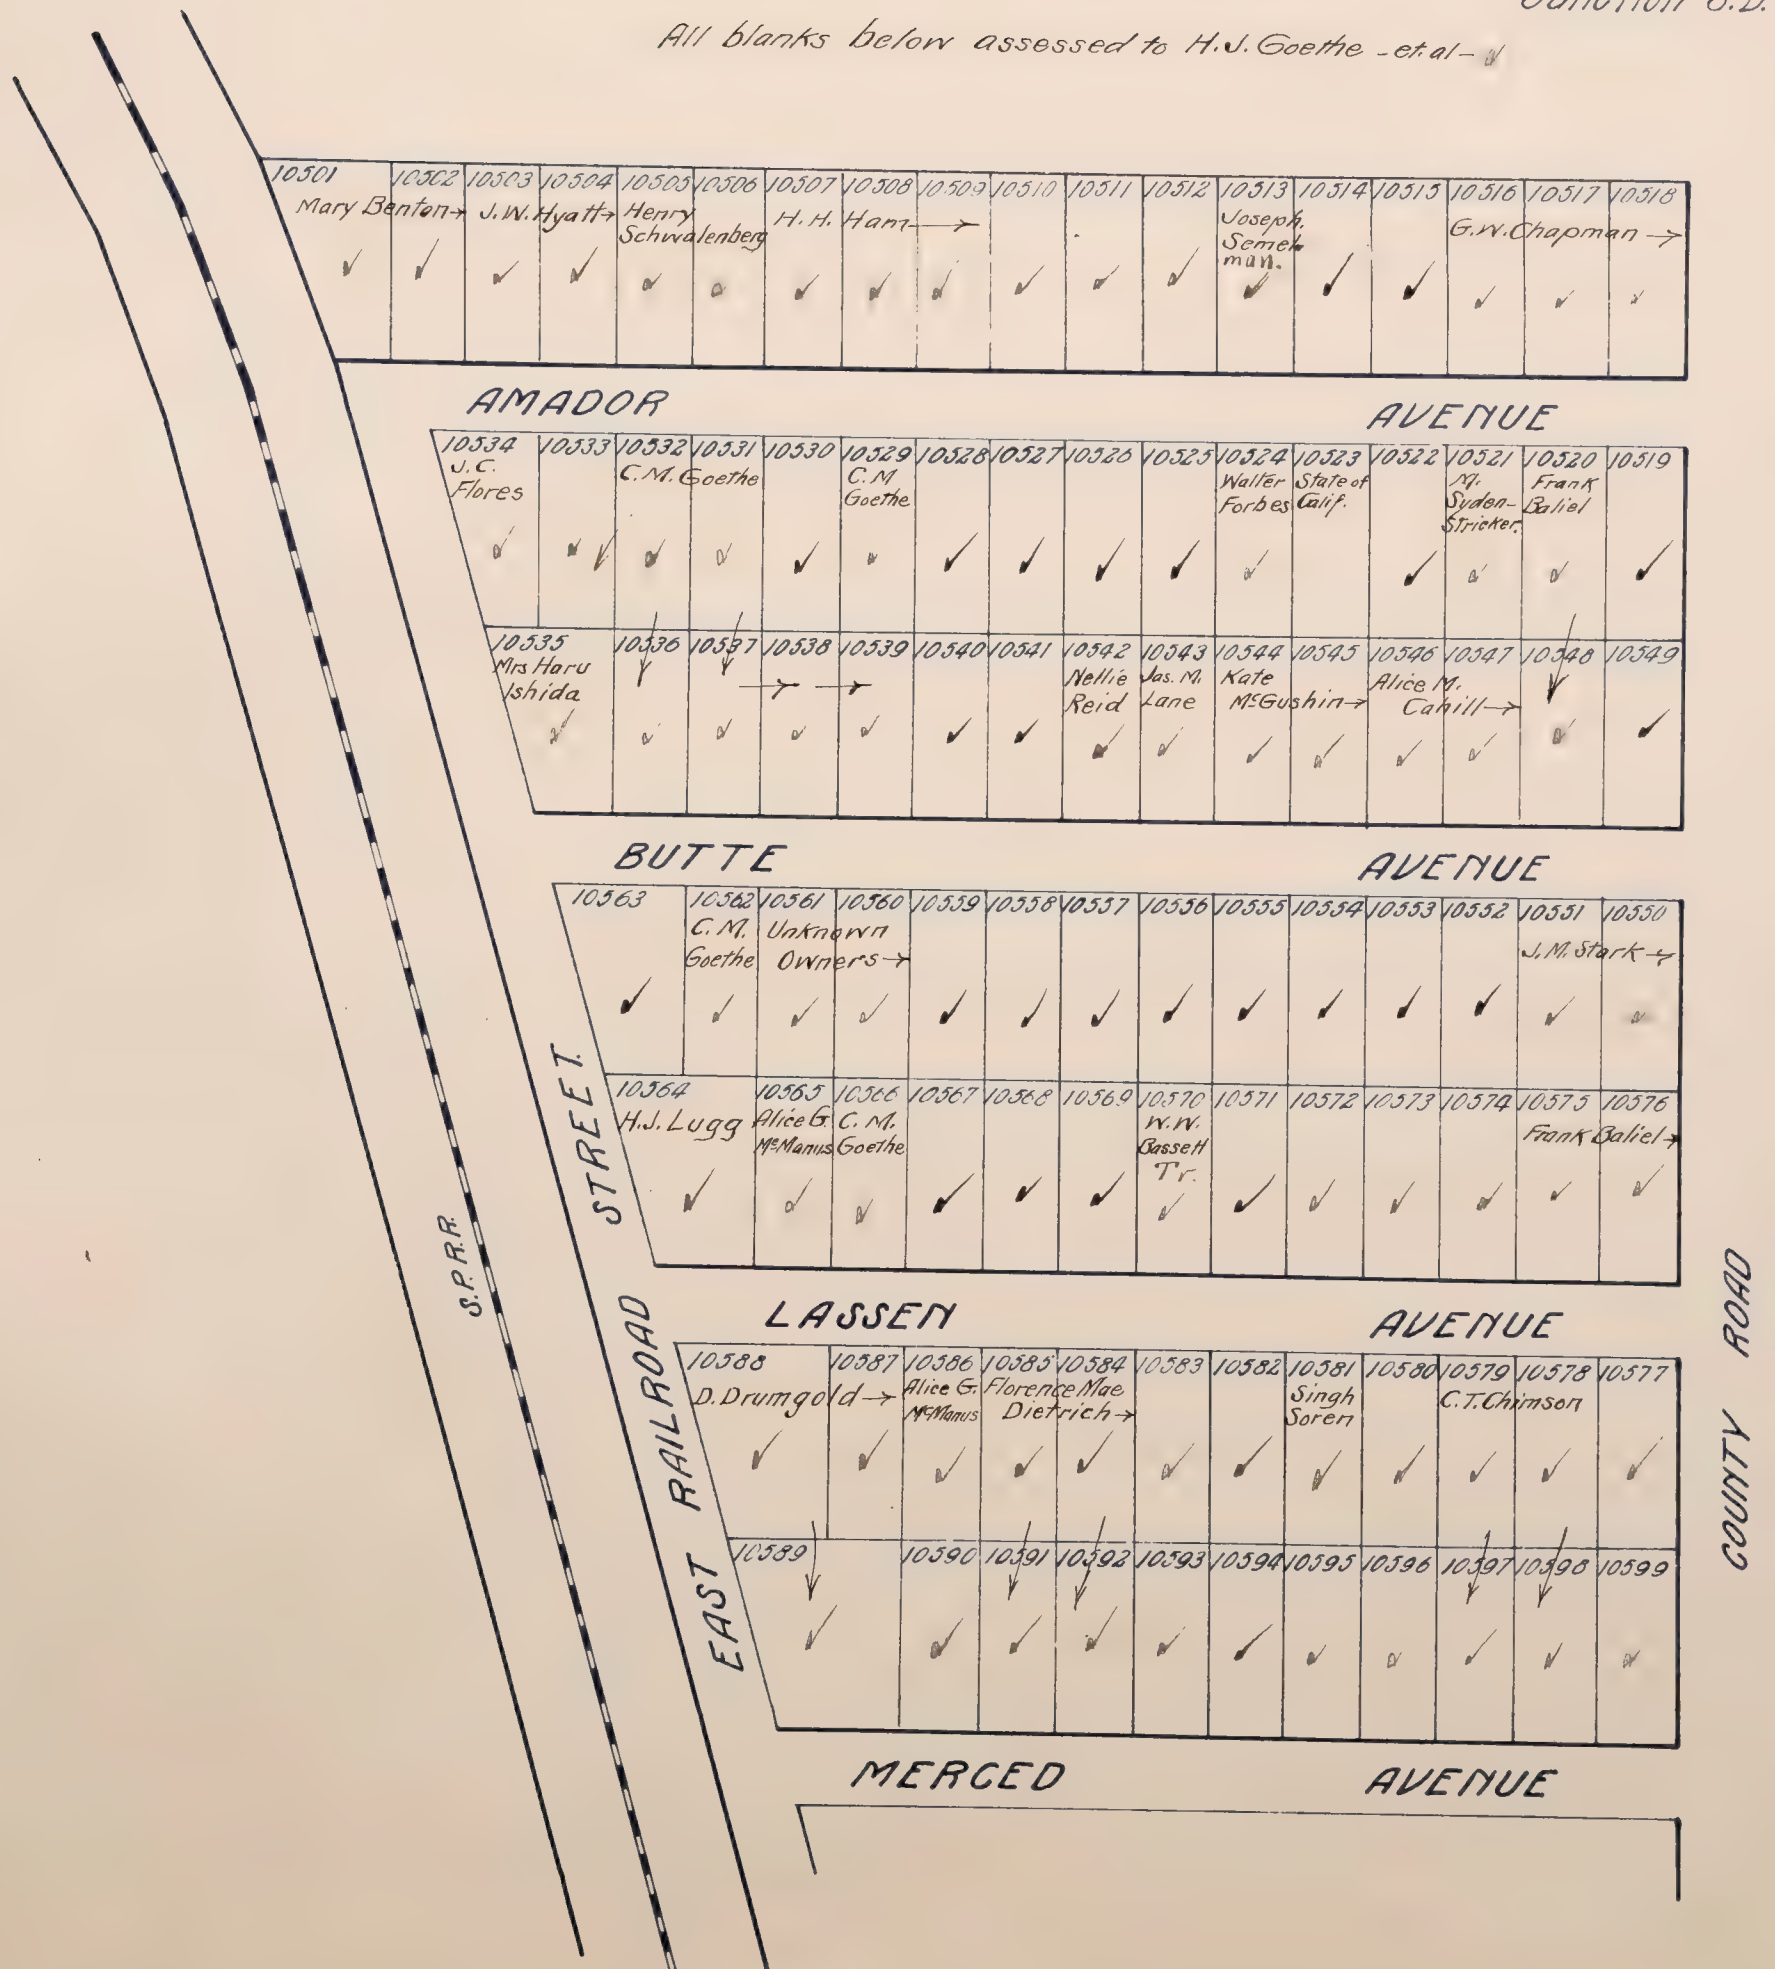 Junction S.D.
All blanks below assessed to H.J. Goethe -et.al-
10501 10502 10503 10504 10505 10506 10507 10508 10509 10510 10511 10512 10513 10514 10515 10516 10517 10518
Mary Benton→ J.W. Hyatt→ Henry Schwalenberg H.H. Ham→ Joseph. Semel-man. G.W. Chapman→
AMADOR AVENUE
10534 10533 10532 10531 10530 10529 10528 10527 10526 10525 10524 10523 10522 10521 10520 10519
J.C. Flores C.M. Goethe C.M Goethe Walter Forbes State of Calif. M. Syden-Stricker. Frank Baliel
10535 10536 10537 10538 10539 10540 10541 10542 10543 10544 10545 10546 10547 10548 10549
Mrs Haru Ishida Nellie Reid Jas. M. Lane Kate McGushin→ Alice M. Cahill→
BUTTE AVENUE
10563 10562 10561 10560 10559 10558 10557 10556 10555 10554 10553 10552 10551 10550
C.M. Goethe Unknown Owners→ J.M. Stark→
10564 10565 10566 10567 10568 10569 10570 10571 10572 10573 10574 10575 10576
H.J. Lugg Alice G. McManus C.M. Goethe W.W. Bassett Tr. Frank Baliel→
LASSEN AVENUE
10588 10587 10586 10585 10584 10583 10582 10581 10580 10579 10578 10577
D. Drumgold→ Alice G. McManus Florence Mae Dietrich→ Singh Soren C.T. Chimson
10589 10590 10591 10592 10593 10594 10595 10596 10597 10598 10599
MERCED AVENUE
S.P.R.R.
EAST RAILROAD STREET.
COUNTY ROAD